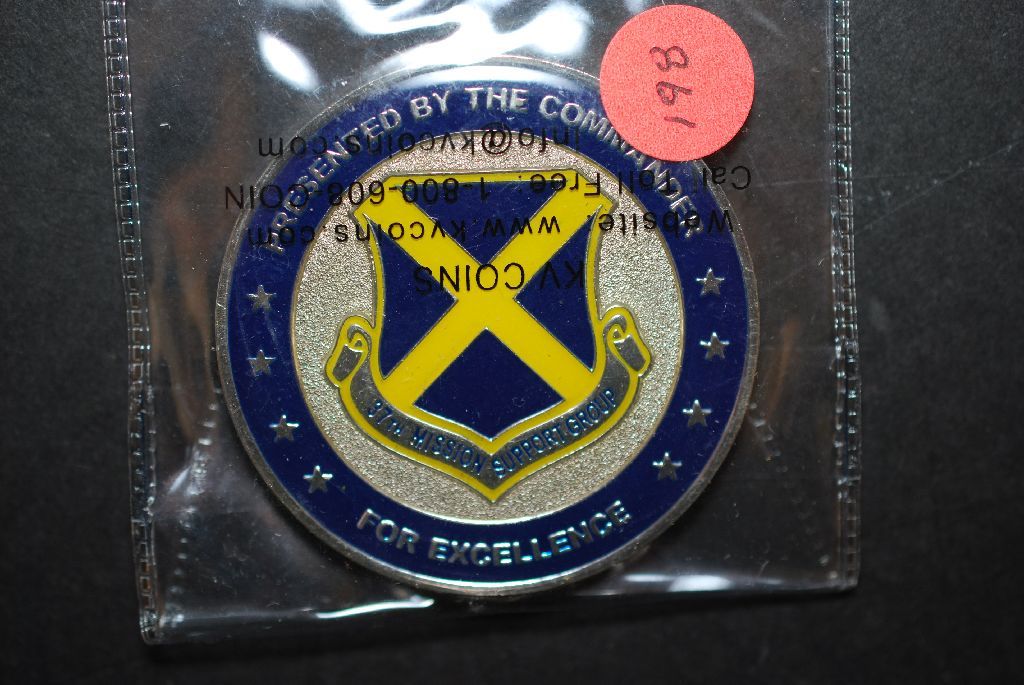 198
PRESENTED BY THE COMMANDER
37TH MISSION SUPPORT GROUP
FOR EXCELLENCE
KV COINS
Website: www.kvcoins.com
Call Toll Free: 1-800-608-COIN
info@kvcoins.com